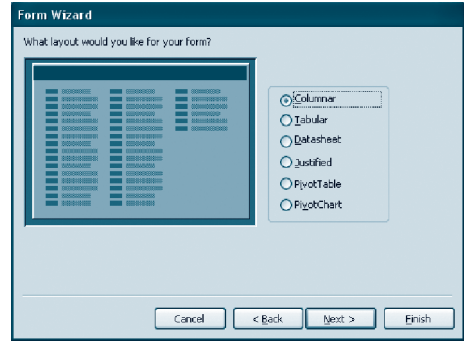 Form Wizard
What layout would you like for your form?
Columnar
Tabular
Datasheet
Justified
PivotTable
PivotChart
Cancel
< Back
Next >
Finish